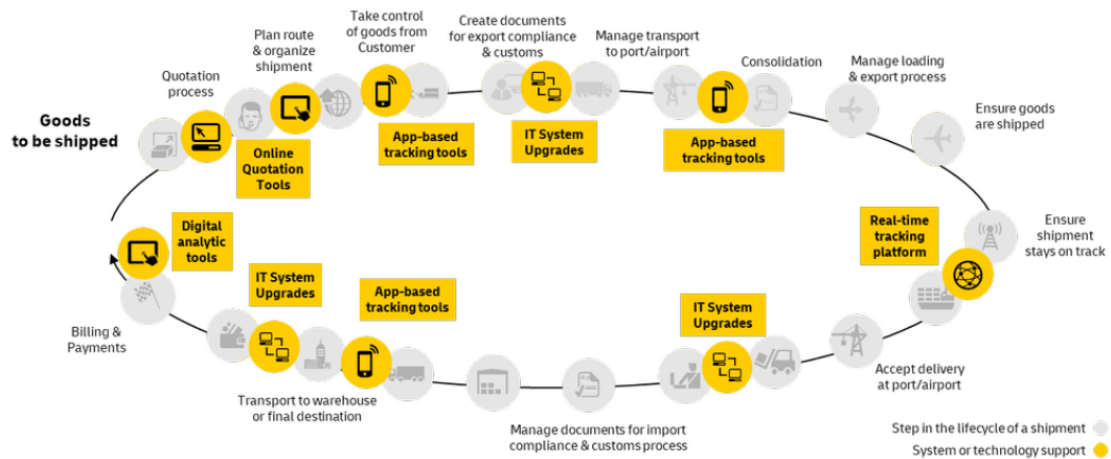 Goods
to be shipped
Quotation
process
Plan route
& organize
shipment
Take control
of goods from
Customer
Create documents
for export compliance
& customs
Manage transport
to port/airport
Consolidation
Manage loading
& export process
Ensure goods
are shipped
Online
Quotation
Tools
App-based
tracking tools
IT System
Upgrades
App-based
tracking tools
Real-time
tracking
platform
Ensure
shipment
stays on track
Digital
analytic
tools
IT System
Upgrades
App-based
tracking tools
IT System
Upgrades
Billing &
Payments
Transport to warehouse
or final destination
Manage documents for import
compliance & customs process
Accept delivery
at port/airport
Step in the lifecycle of a shipment
System or technology support